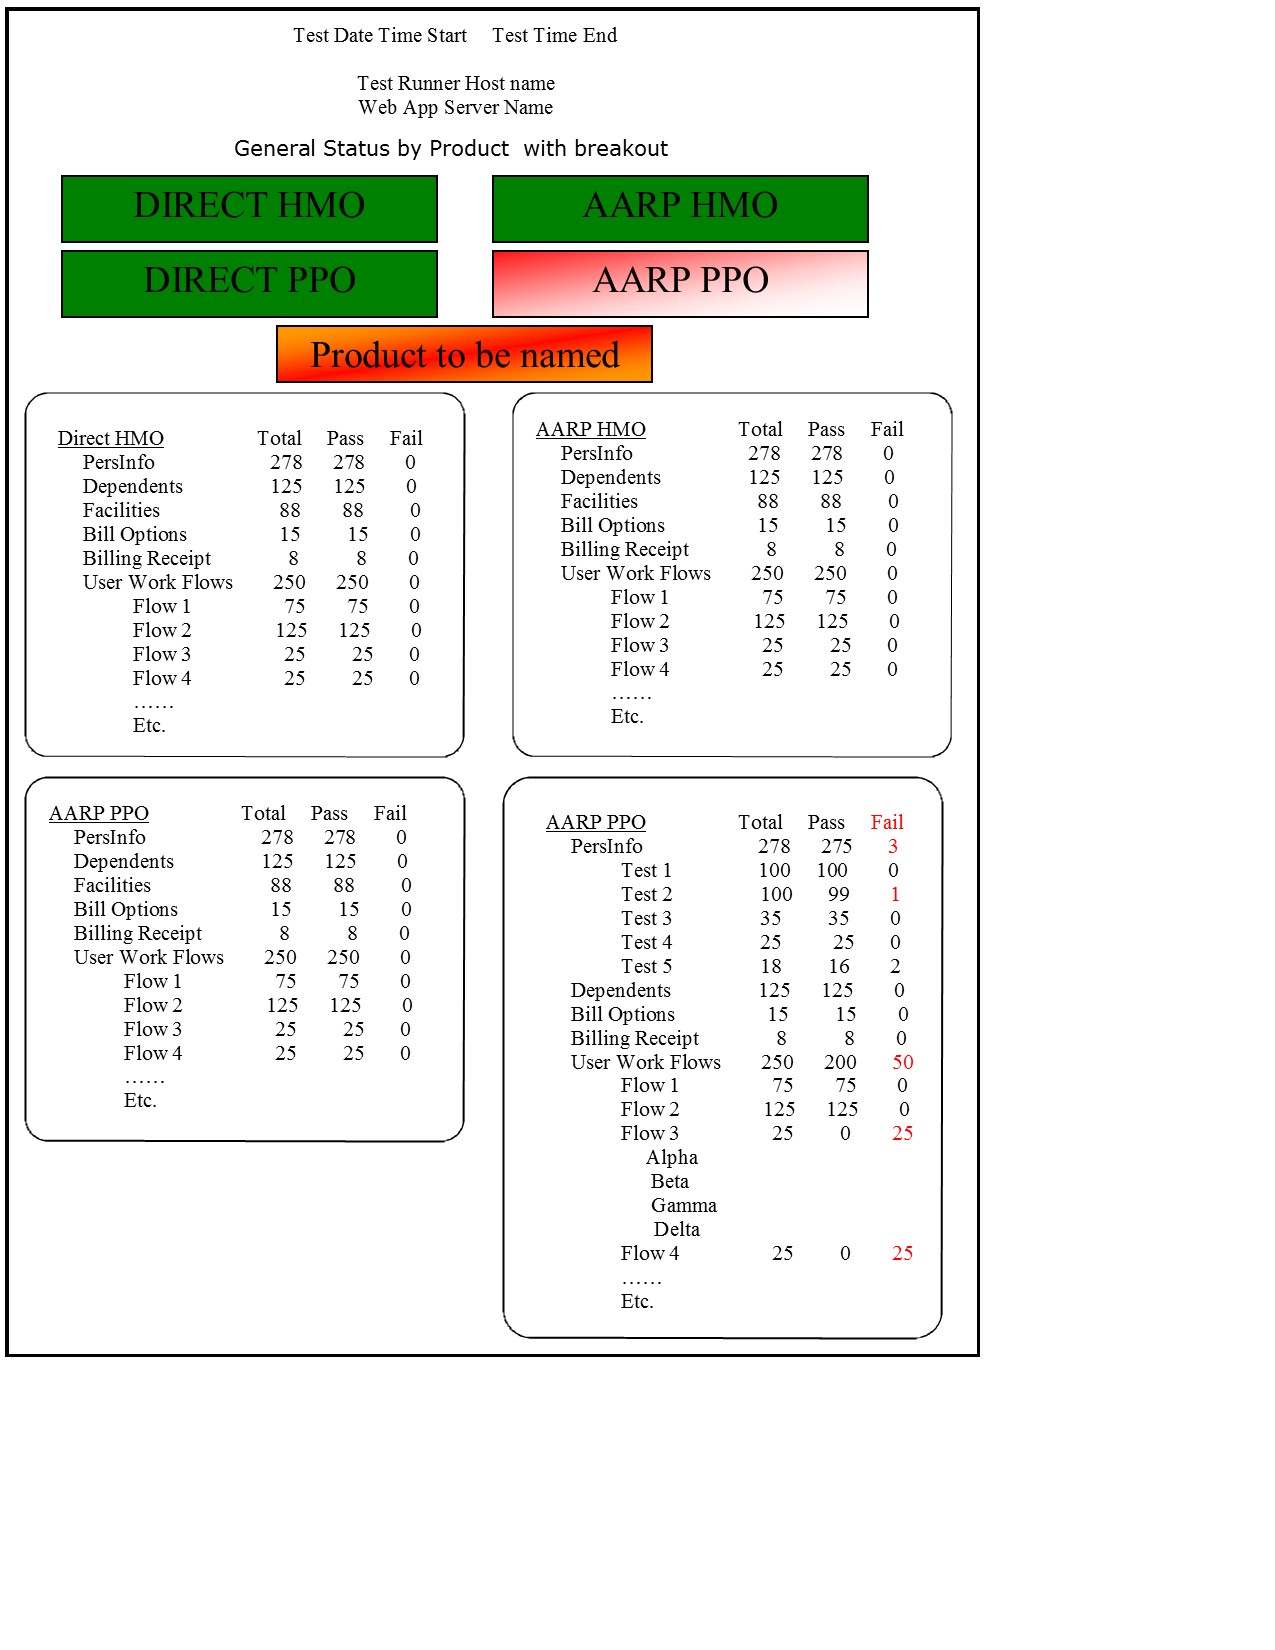 Test Date Time Start Test Time End
Test Runner Host name
Web App Server Name
General Status by Product with breakout
DIRECT HMO AARP HMO
DIRECT PPO AARP PPO
Product to be named
Direct HMO Total Pass Fail
PersInfo 278 278 0
Dependents 125 125 0
Facilities 88 88 0
Bill Options 15 15 0
Billing Receipt 8 8 0
User Work Flows 250 250 0
Flow 1 75 75 0
Flow 2 125 125 0
Flow 3 25 25 0
Flow 4 25 25 0
......
Etc.
AARP HMO Total Pass Fail
PersInfo 278 278 0
Dependents 125 125 0
Facilities 88 88 0
Bill Options 15 15 0
Billing Receipt 8 8 0
User Work Flows 250 250 0
Flow 1 75 75 0
Flow 2 125 125 0
Flow 3 25 25 0
Flow 4 25 25 0
......
Etc.
AARP PPO Total Pass Fail
PersInfo 278 278 0
Dependents 125 125 0
Facilities 88 88 0
Bill Options 15 15 0
Billing Receipt 8 8 0
User Work Flows 250 250 0
Flow 1 75 75 0
Flow 2 125 125 0
Flow 3 25 25 0
Flow 4 25 25 0
......
Etc.
AARP PPO Total Pass Fail
PersInfo 278 275 3
Test 1 100 100 0
Test 2 100 99 1
Test 3 35 35 0
Test 4 25 25 0
Test 5 18 16 2
Dependents 125 125 0
Bill Options 15 15 0
Billing Receipt 8 8 0
User Work Flows 250 200 50
Flow 1 75 75 0
Flow 2 125 125 0
Flow 3 25 0 25
Alpha
Beta
Gamma
Delta
Flow 4 25 0 25
......
Etc.